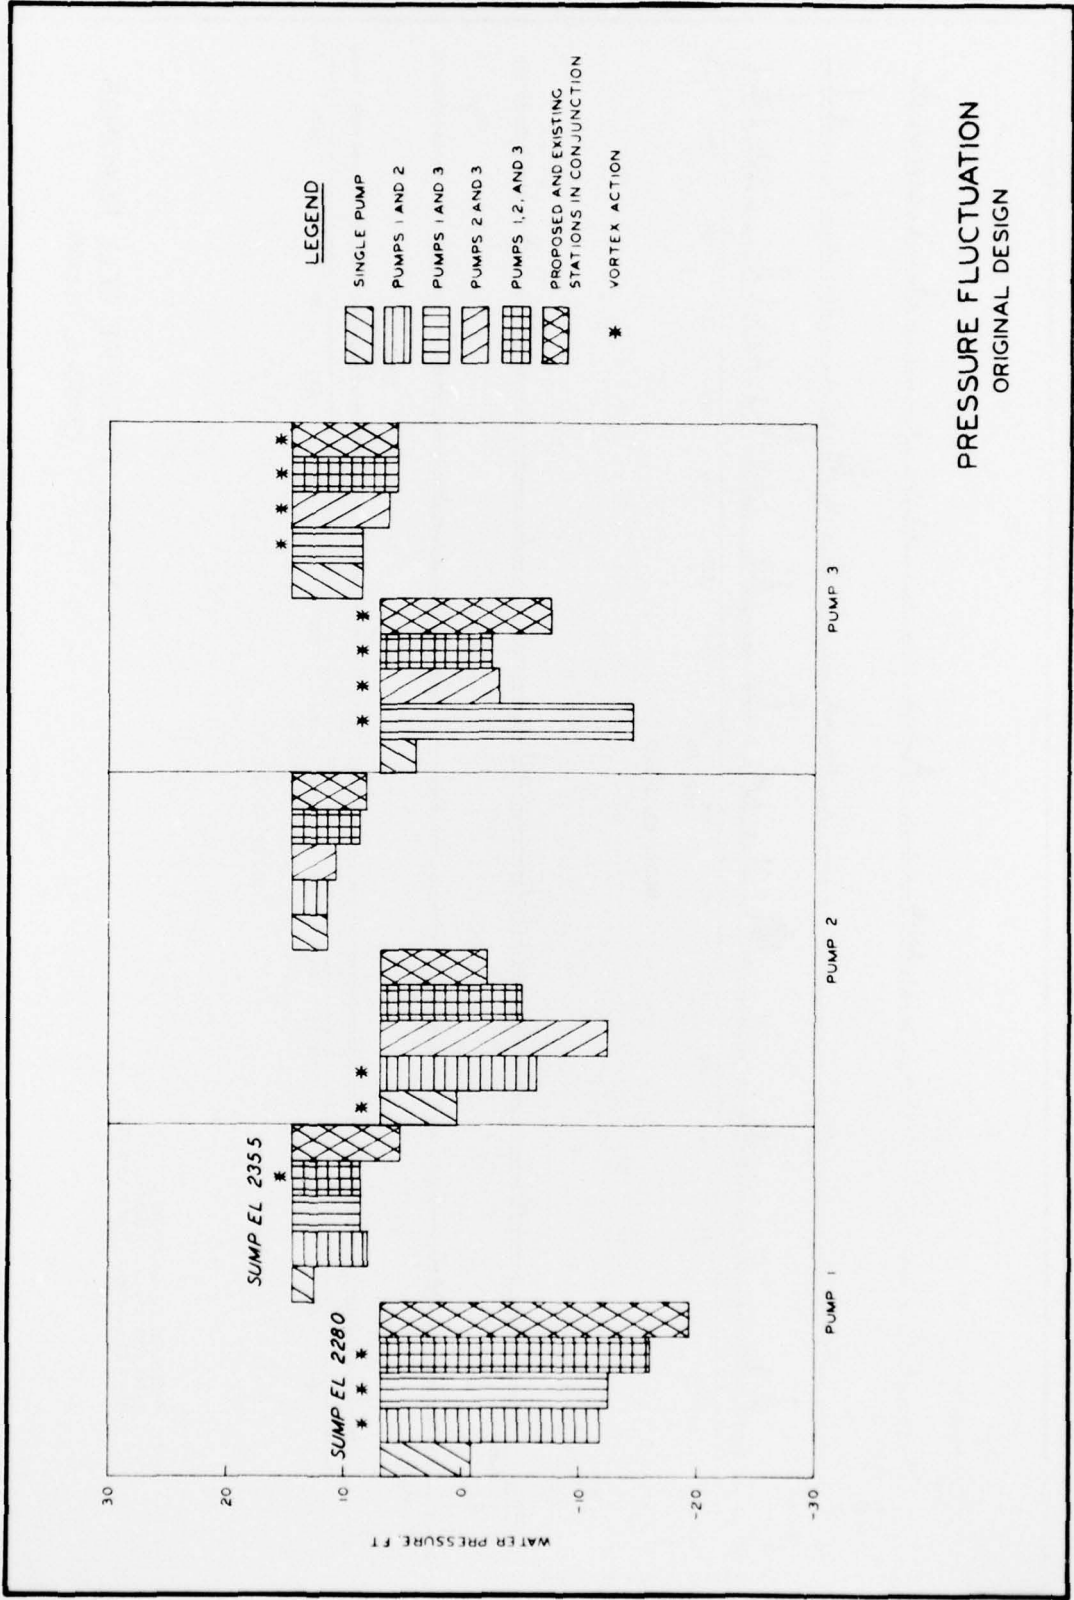 LEGEND
SINGLE PUMP
PUMPS 1 AND 2
PUMPS 1 AND 3
PUMPS 2 AND 3
PUMPS 1, 2, AND 3
PROPOSED AND EXISTING
STATIONS IN CONJUNCTION
* VORTEX ACTION
SUMP EL 2280
SUMP EL 2355
30
20
10
0
-10
-20
-30
WATER PRESSURE, FT
PUMP 1
PUMP 2
PUMP 3
PRESSURE FLUCTUATION
ORIGINAL DESIGN